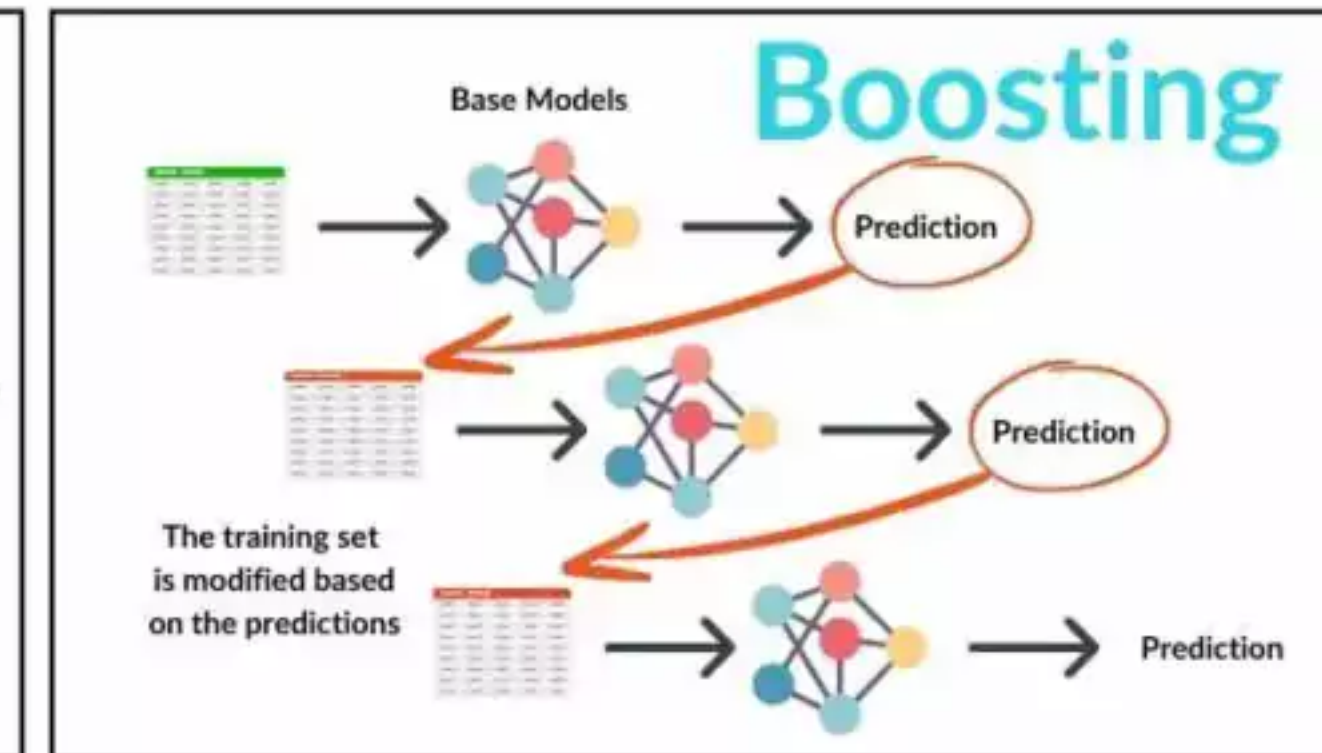 Boosting
Base Models
Prediction
Prediction
The training set
is modified based
on the predictions
Prediction